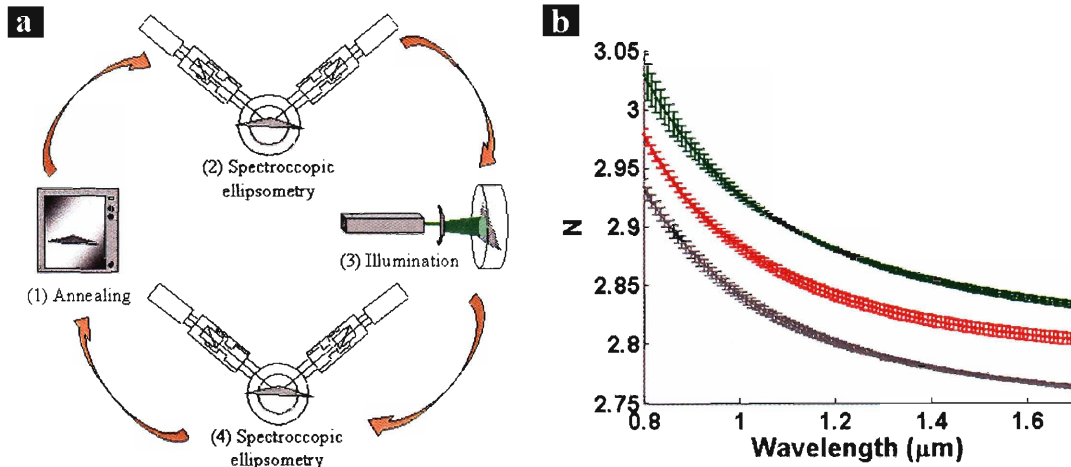 a
(2) Spectroccopic
ellipsometry
(1) Annealing
(3) Illumination
(4) Spectroccopic
ellipsometry
b
3.05
3
2.95
2.9
2.85
2.8
2.75
N
0.8 1 1.2 1.4 1.6
Wavelength (μm)